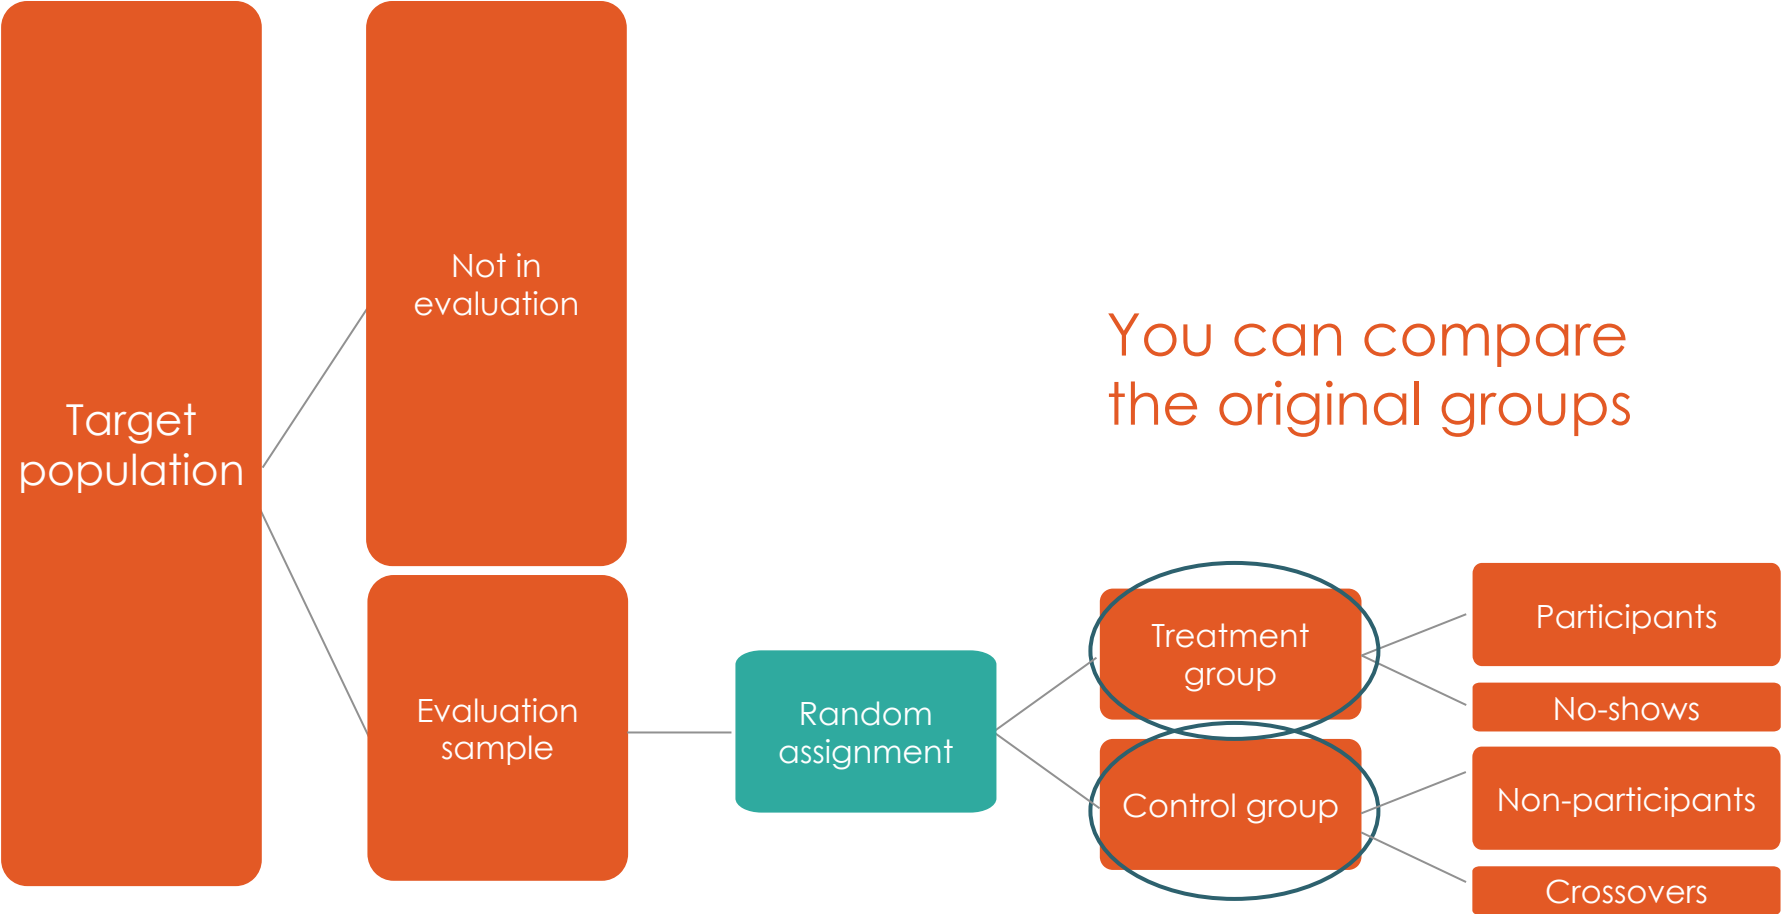 Target
population
Not in
evaluation
Evaluation
sample
Random
assignment
You can compare
the original groups
Treatment
group
Control group
Participants
No-shows
Non-participants
Crossovers